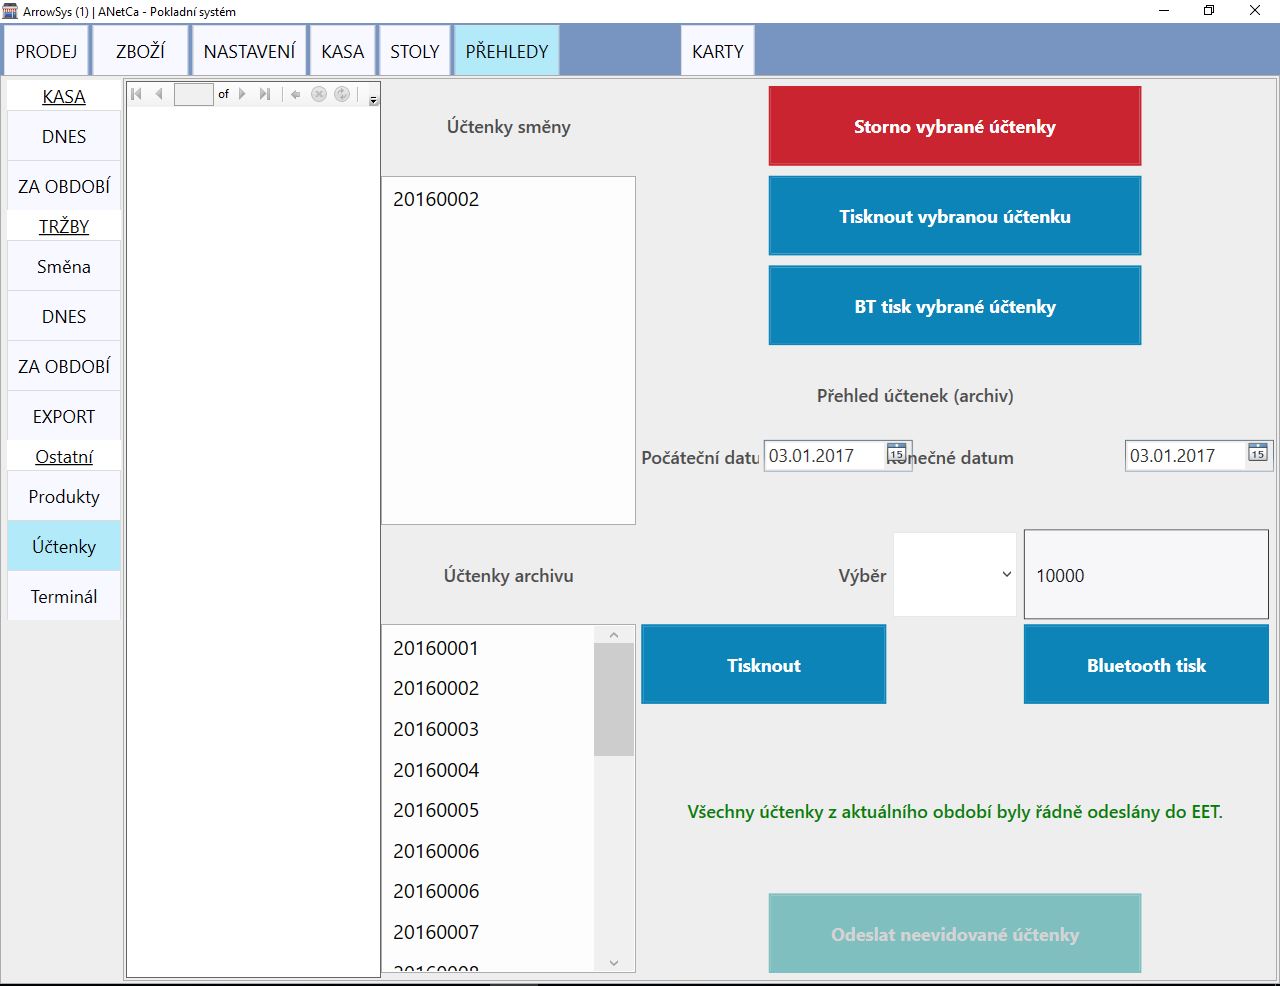 ArrowSys (1) | ANetCa - Pokladní systém
PRODEJ
ZBOŽÍ
NASTAVENÍ
KASA
STOLY
PŘEHLEDY
KARTY
KASA
DNES
ZA OBDOBÍ
TRŽBY
Směna
DNES
ZA OBDOBÍ
EXPORT
Ostatní
Produkty
Účtenky
Terminál
of
Účtenky směny
20160002
Storno vybrané účtenky
Tisknout vybranou účtenku
BT tisk vybrané účtenky
Přehled účtenek (archiv)
Počáteční datu
03.01.2017
15
Konečné datum
03.01.2017
15
Účtenky archivu
Výběr
10000
20160001
20160002
20160003
20160004
20160005
20160006
20160006
20160007
20160008
Tisknout
Bluetooth tisk
Všechny účtenky z aktuálního období byly řádně odeslány do EET.
Odeslat neevidované účtenky